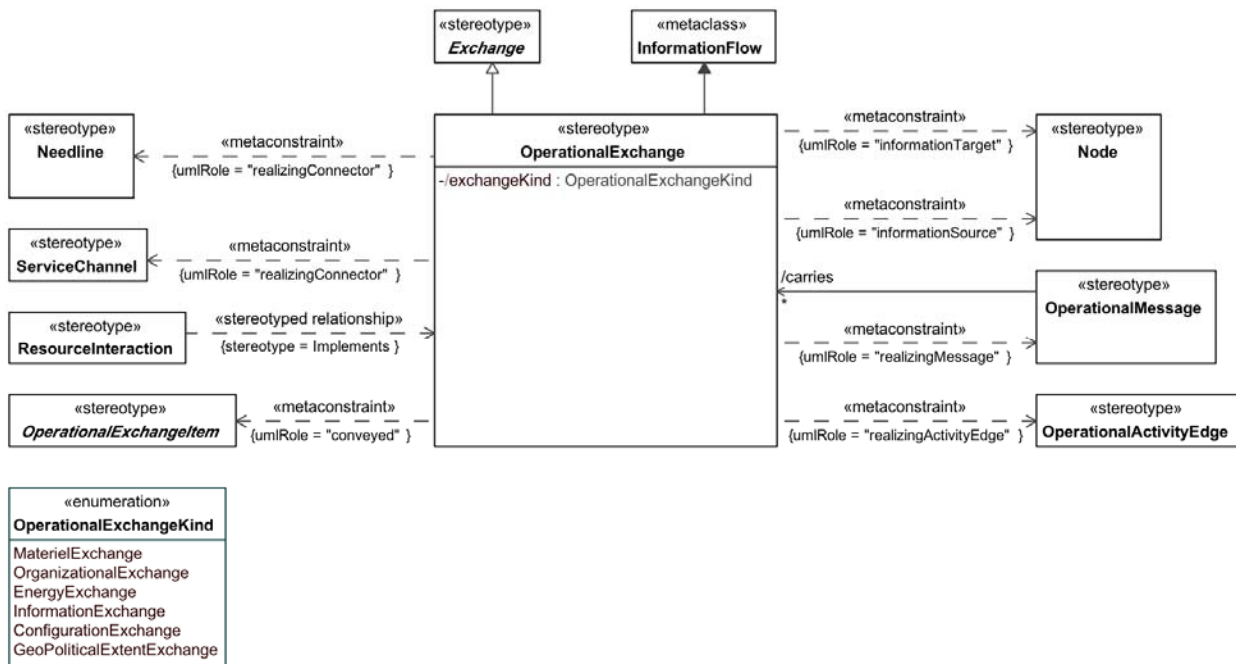 «stereotype»
Exchange
«metaclass»
InformationFlow
«stereotype»
Needline
«metaconstraint»
{umlRole = "realizingConnector" }
«stereotype»
ServiceChannel
«metaconstraint»
{umlRole = "realizingConnector" }
«stereotype»
ResourceInteraction
«stereotyped relationship»
{stereotype = Implements }
«stereotype»
OperationalExchangeItem
«metaconstraint»
{umlRole = "conveyed" }
«stereotype»
OperationalExchange
-/exchangeKind : OperationalExchangeKind
«metaconstraint»
{umlRole = "informationTarget" }
«metaconstraint»
{umlRole = "informationSource" }
«stereotype»
Node
/carries
*
«metaconstraint»
{umlRole = "realizingMessage" }
«stereotype»
OperationalMessage
«metaconstraint»
{umlRole = "realizingActivityEdge" }
«stereotype»
OperationalActivityEdge
«enumeration»
OperationalExchangeKind
MaterielExchange
OrganizationalExchange
EnergyExchange
InformationExchange
ConfigurationExchange
GeoPoliticalExtentExchange